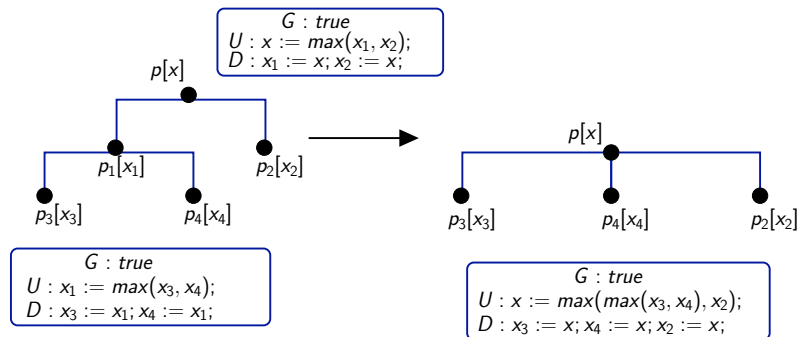 G : true
U : x := max(x₁, x₂);
D : x₁ := x; x₂ := x;
p[x]
p₁[x₁]
p₂[x₂]
p₃[x₃]
p₄[x₄]
G : true
U : x₁ := max(x₃, x₄);
D : x₃ := x₁; x₄ := x₁;
p[x]
p₃[x₃]
p₄[x₄]
p₂[x₂]
G : true
U : x := max(max(x₃, x₄), x₂);
D : x₃ := x; x₄ := x; x₂ := x;